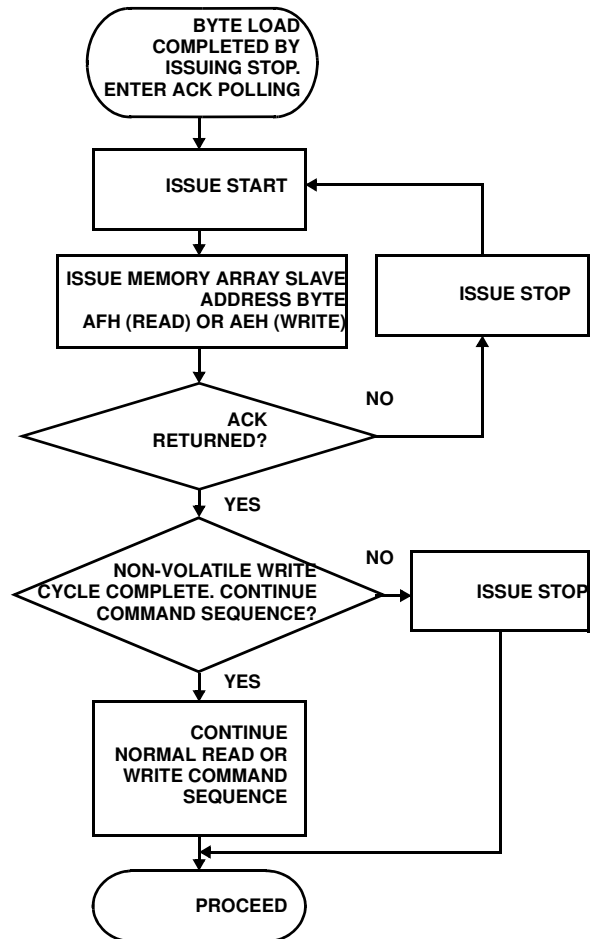 BYTE LOAD
COMPLETED BY
ISSUING STOP.
ENTER ACK POLLING
ISSUE START
ISSUE MEMORY ARRAY SLAVE
ADDRESS BYTE
AFH (READ) OR AEH (WRITE)
ISSUE STOP
ACK
RETURNED?
NO
YES
NON-VOLATILE WRITE
CYCLE COMPLETE. CONTINUE
COMMAND SEQUENCE?
NO
ISSUE STOP
YES
CONTINUE
NORMAL READ OR
WRITE COMMAND
SEQUENCE
PROCEED